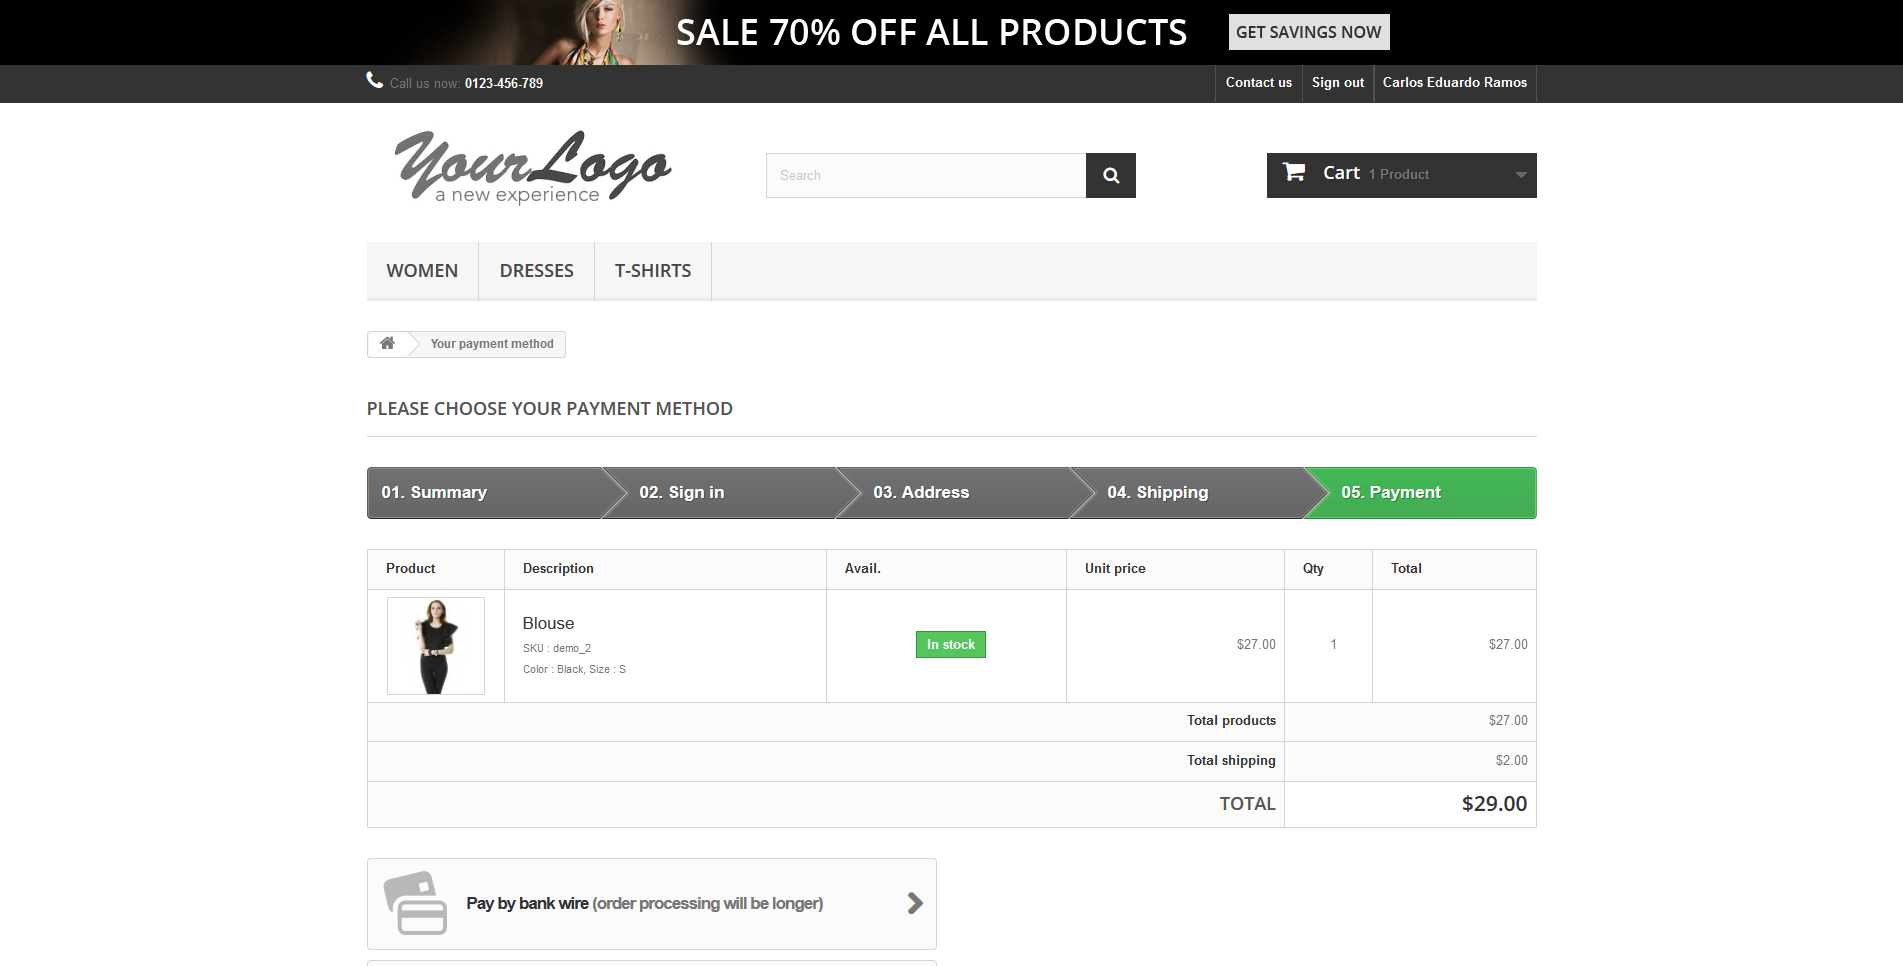 SALE 70% OFF ALL PRODUCTS
GET SAVINGS NOW
Call us now: 0123-456-789
Contact us
Sign out
Carlos Eduardo Ramos
YourLogo
a new experience
Search
Cart 1 Product
WOMEN
DRESSES
T-SHIRTS
Your payment method
PLEASE CHOOSE YOUR PAYMENT METHOD
01. Summary
02. Sign in
03. Address
04. Shipping
05. Payment
Product
Description
Avail.
Unit price
Qty
Total
Blouse
SKU : demo_2
Color : Black, Size : S
In stock
$27.00
1
$27.00
Total products
$27.00
Total shipping
$2.00
TOTAL
$29.00
Pay by bank wire (order processing will be longer)